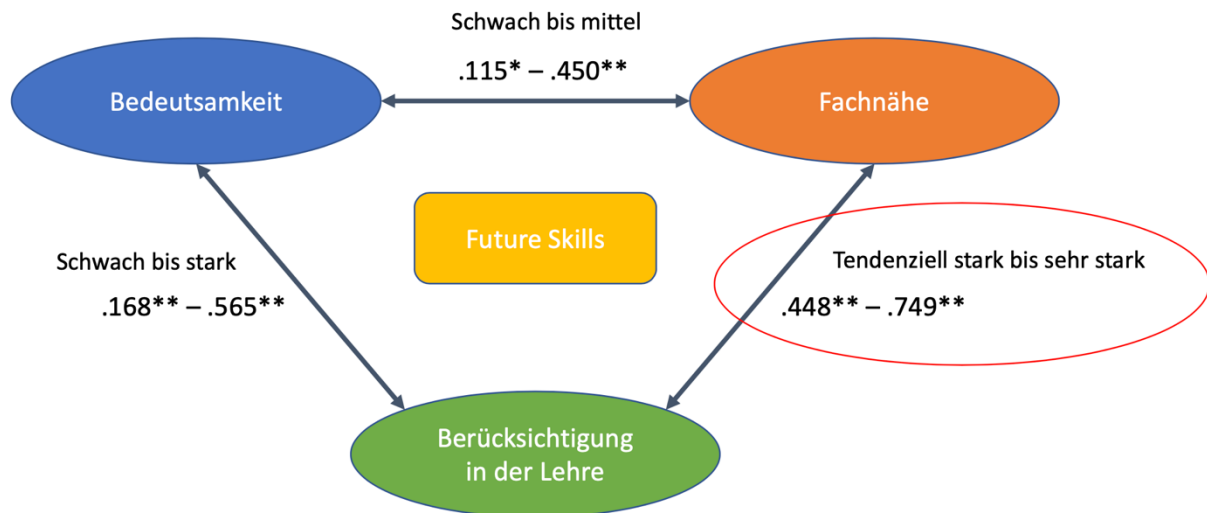 Schwach bis mittel
.115* – .450**
Bedeutsamkeit
Fachnähe
Future Skills
Schwach bis stark
.168** – .565**
Tendenziell stark bis sehr stark
.448** – .749**
Berücksichtigung
in der Lehre